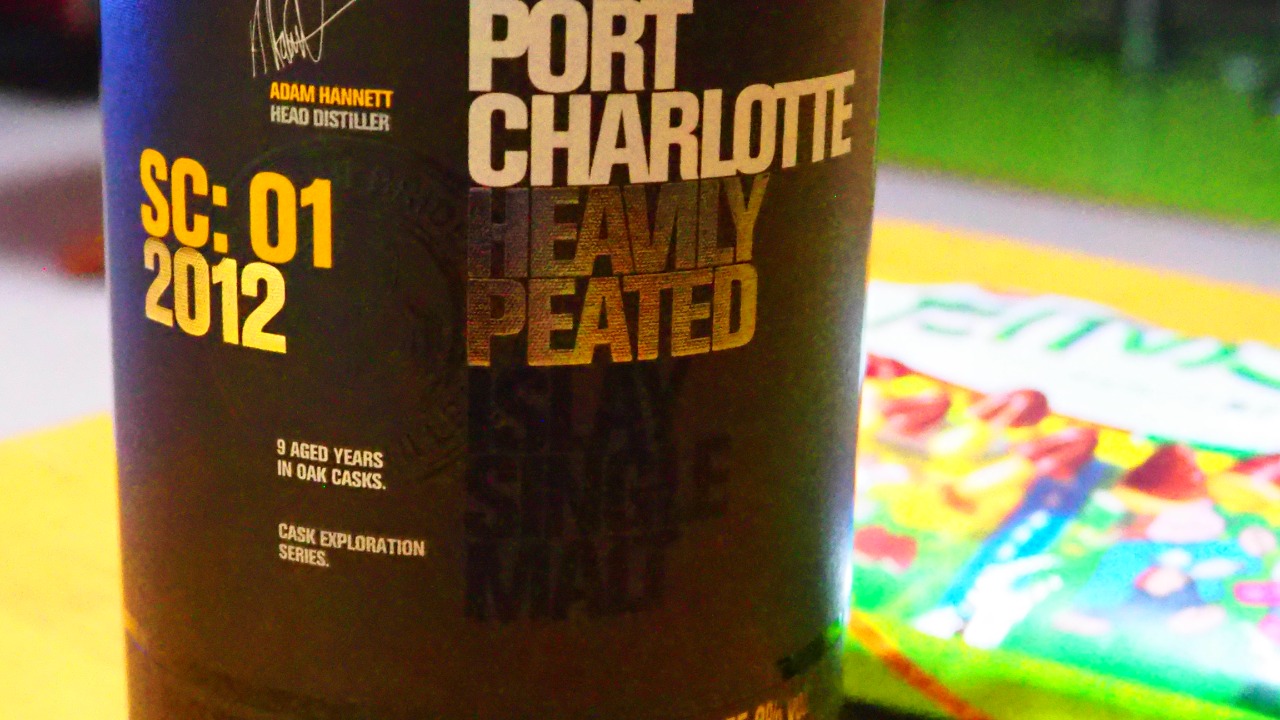 ADAM HANNETT
HEAD DISTILLER
SC: 01
2012
9 AGED YEARS
IN OAK CASKS.
CASK EXPLORATION
SERIES.
PORT
CHARLOTTE
HEAVILY
PEATED
ISLAY
SINGLE
MALT